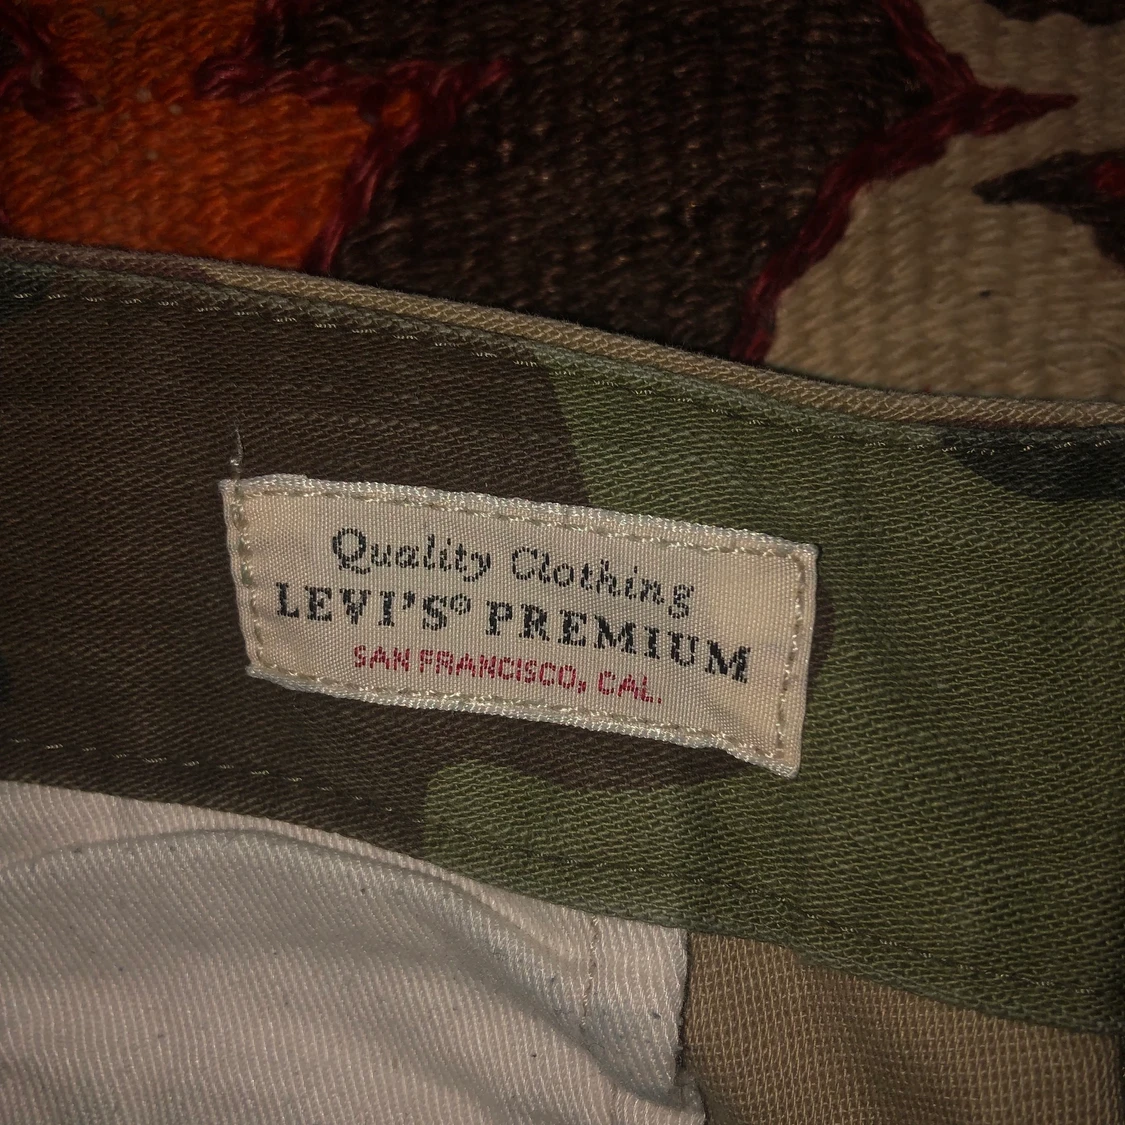 Quality Clothing
LEVI'S® PREMIUM
SAN FRANCISCO, CAL.